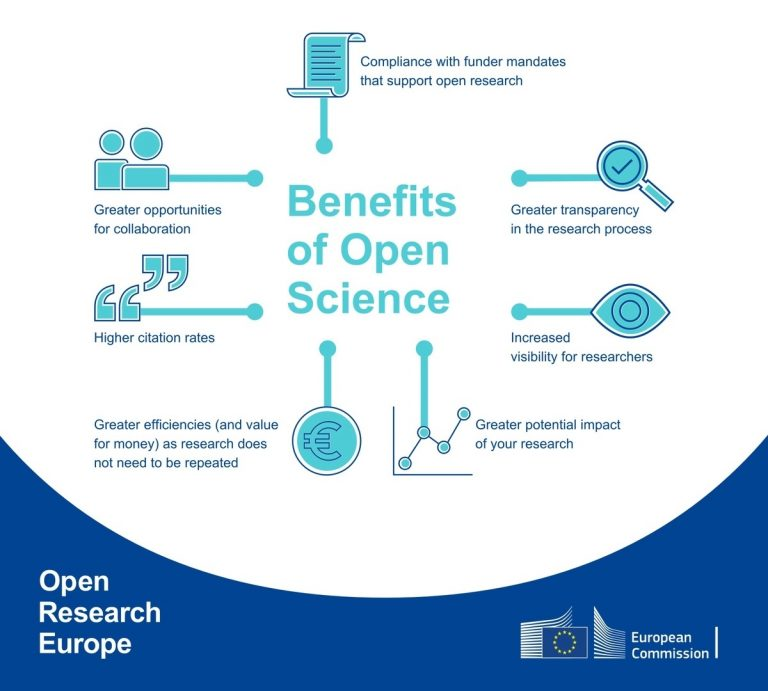 Compliance with funder mandates
that support open research
Greater opportunities
for collaboration
Benefits
of Open
Science
Greater transparency
in the research process
Higher citation rates
Increased
visibility for researchers
Greater efficiencies (and value
for money) as research does
not need to be repeated
€
Greater potential impact
of your research
Open
Research
Europe
European
Commission